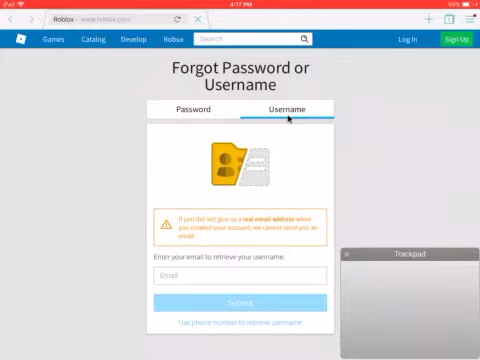 iPad
4:17 PM
Roblox - www.roblox.com
Games
Catalog
Develop
Robux
Search
Log In
Sign Up
Forgot Password or
Username
Password
Username
If you did not give us a real email address when
you created your account, we cannot send you an
email.
Enter your email to retrieve your username.
Email
Submit
Use phone number to retrieve username
Trackpad